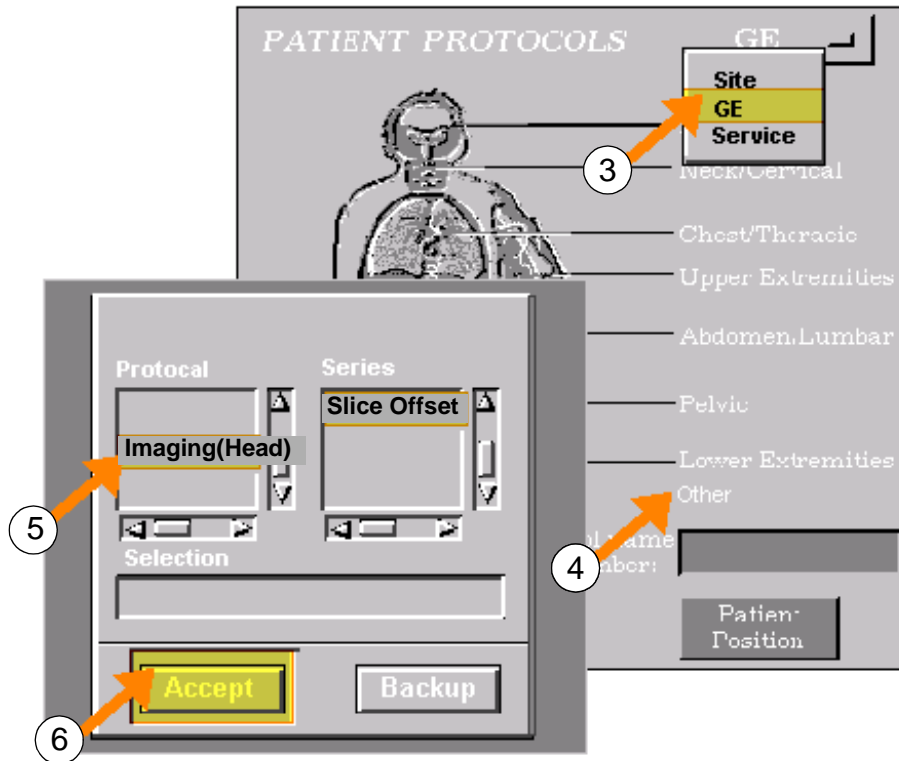 PATIENT PROTOCOLS GE
Site
GE
Service
3
Neck/Cervical
Chest/Thoracic
Upper Extremities
Abdomen/Lumbar
Pelvic
Lower Extremities
Other
4
name
Patient
Position
Protocal
Series
Slice Offset
Imaging(Head)
5
Selection
Accept
Backup
6